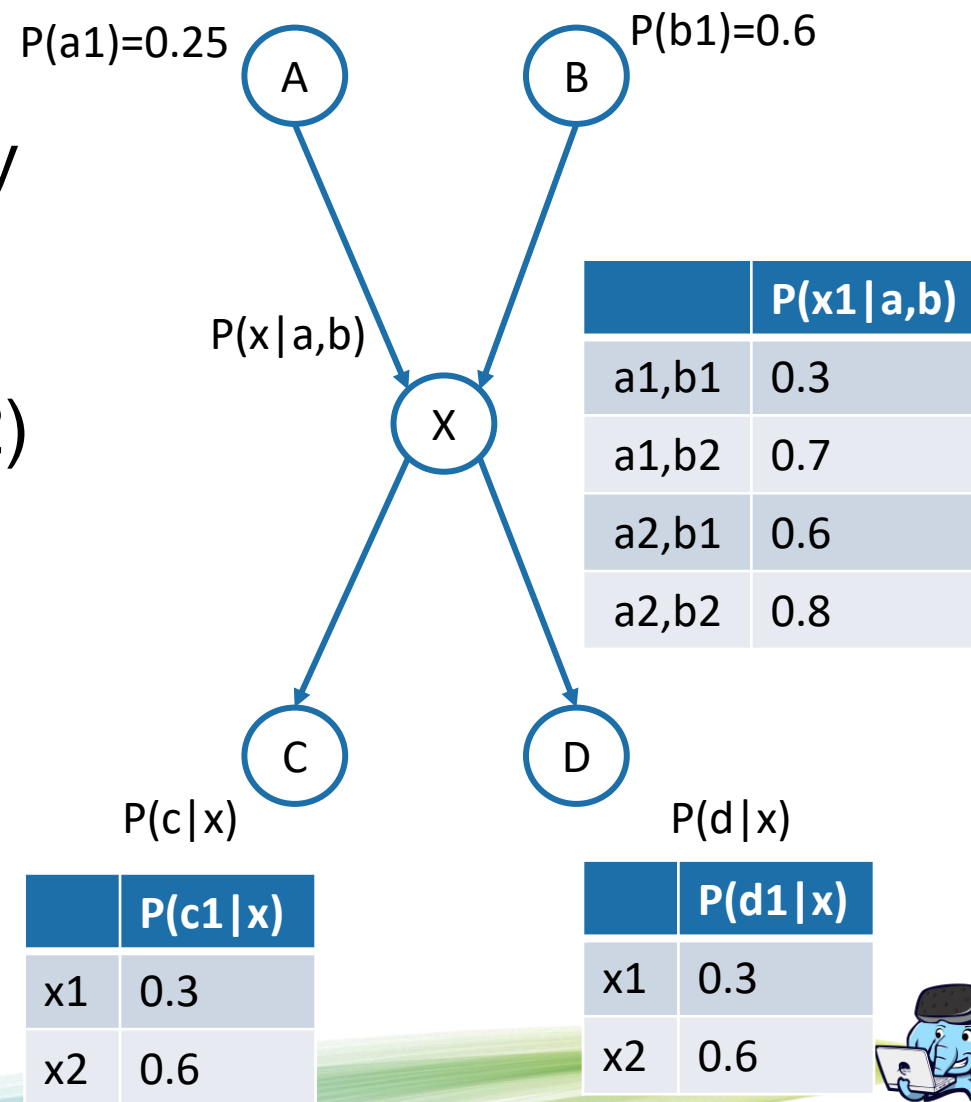 P(a1)=0.25
P(b1)=0.6
A
B
P(x|a,b)
P(x1|a,b)
a1,b1 0.3
a1,b2 0.7
a2,b1 0.6
a2,b2 0.8
X
C
D
P(c|x)
P(d|x)
P(c1|x)
x1 0.3
x2 0.6
P(d1|x)
x1 0.3
x2 0.6